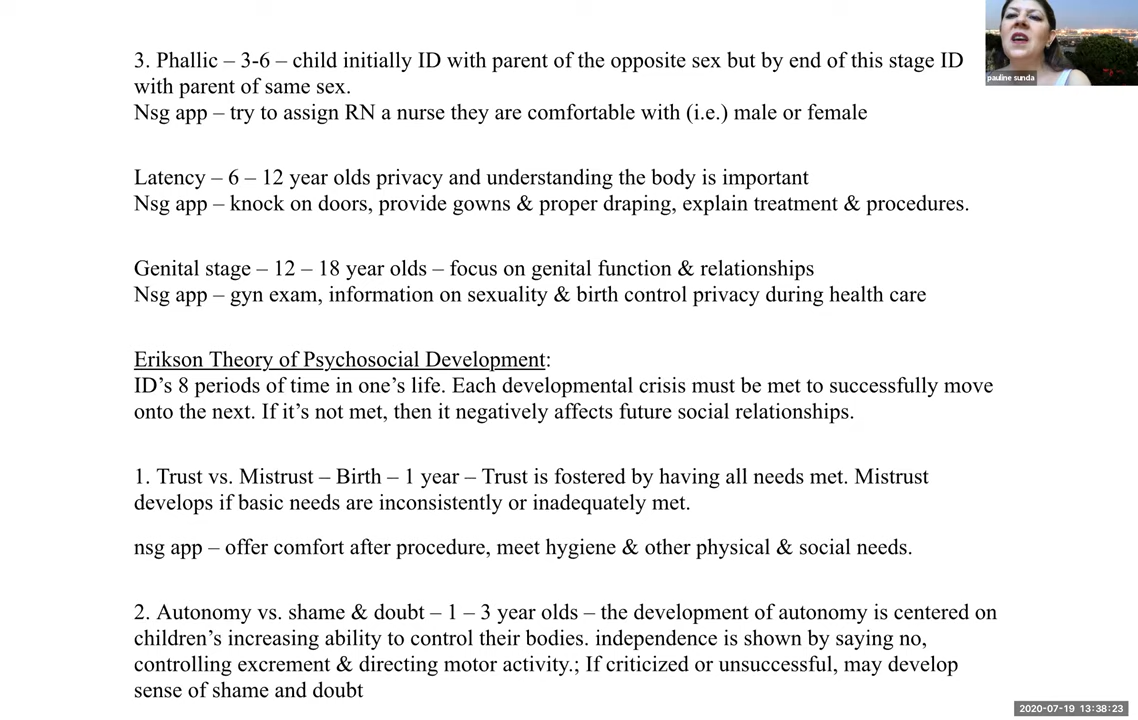 3. Phallic – 3-6 – child initially ID with parent of the opposite sex but by end of this stage ID
with parent of same sex.
Nsg app – try to assign RN a nurse they are comfortable with (i.e.) male or female
Latency – 6 – 12 year olds privacy and understanding the body is important
Nsg app – knock on doors, provide gowns & proper draping, explain treatment & procedures.
Genital stage – 12 – 18 year olds – focus on genital function & relationships
Nsg app – gyn exam, information on sexuality & birth control privacy during health care
Erikson Theory of Psychosocial Development:
ID’s 8 periods of time in one’s life. Each developmental crisis must be met to successfully move
onto the next. If it’s not met, then it negatively affects future social relationships.
1. Trust vs. Mistrust – Birth – 1 year – Trust is fostered by having all needs met. Mistrust
develops if basic needs are inconsistently or inadequately met.
nsg app – offer comfort after procedure, meet hygiene & other physical & social needs.
2. Autonomy vs. shame & doubt – 1 – 3 year olds – the development of autonomy is centered on
children’s increasing ability to control their bodies. independence is shown by saying no,
controlling excrement & directing motor activity.; If criticized or unsuccessful, may develop
sense of shame and doubt
pauline sunda
2020-07-19 13:38:23